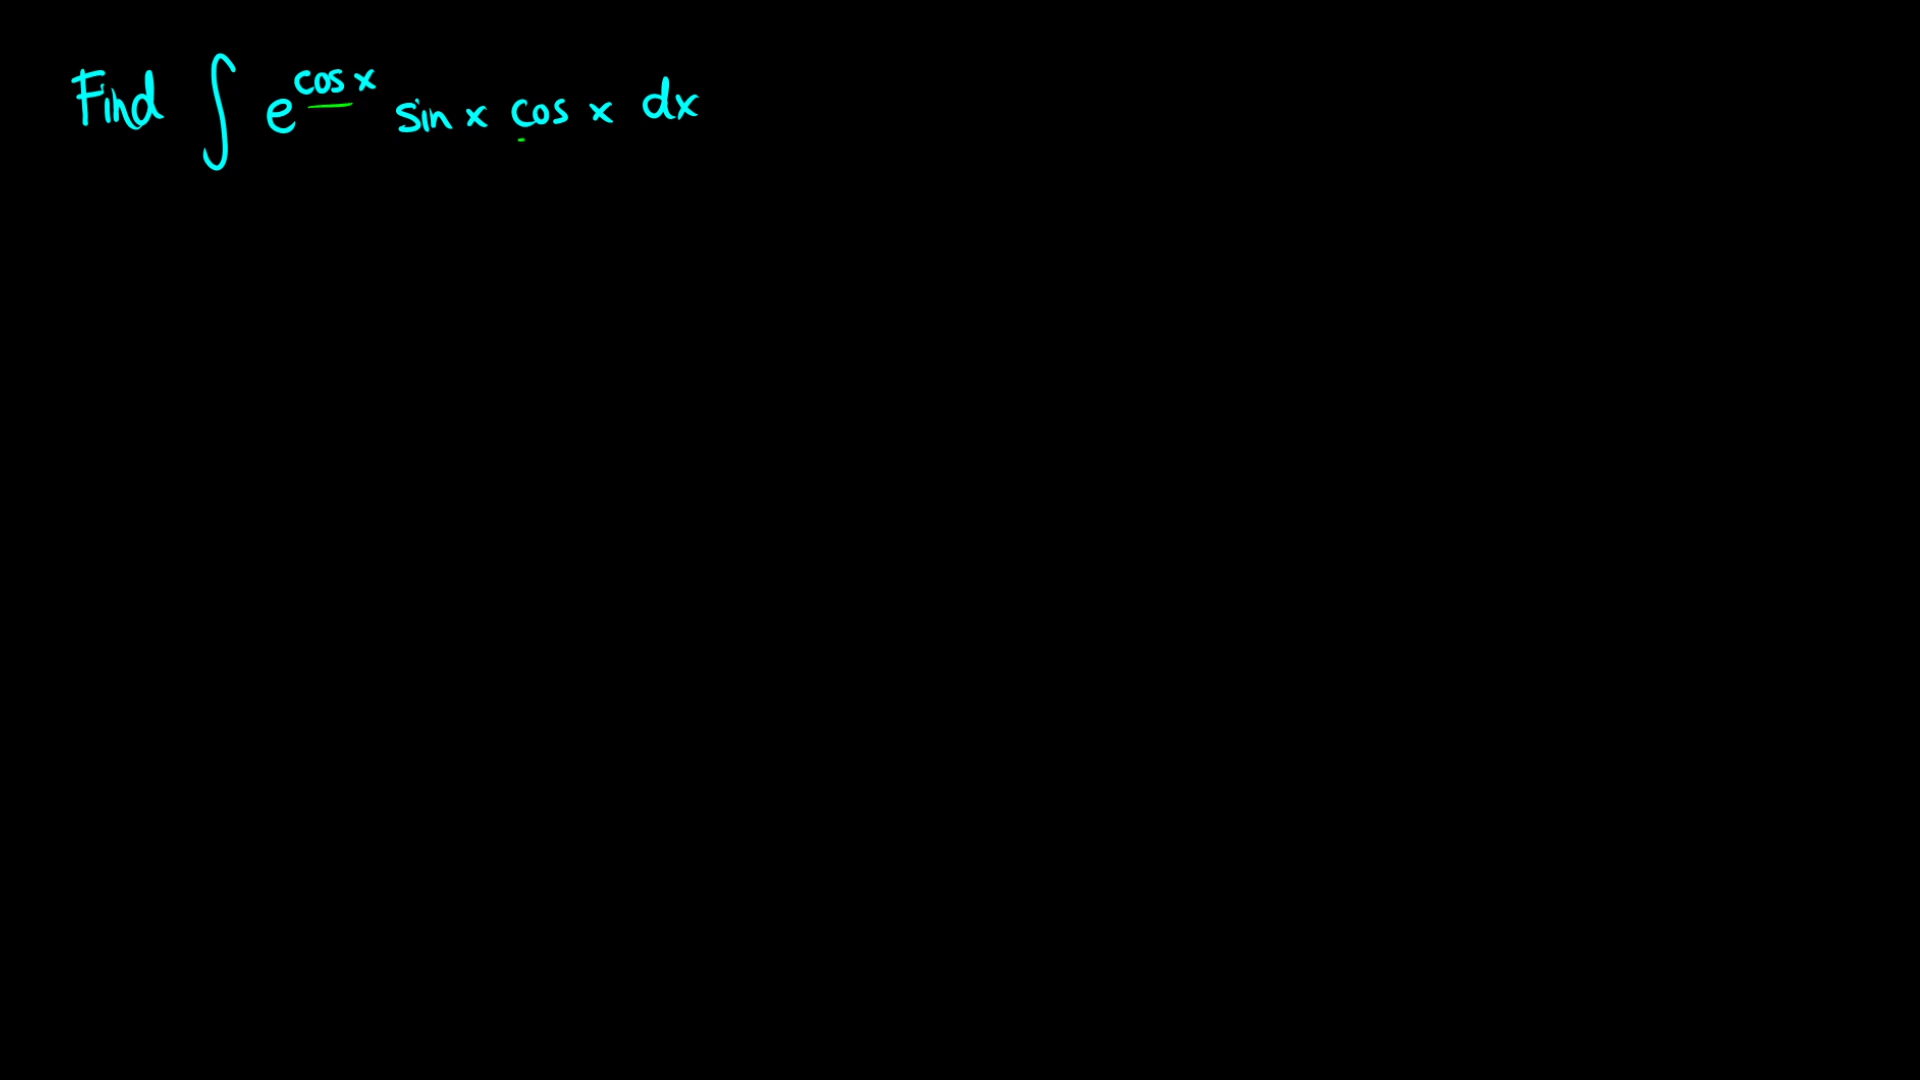 Find ∫ e^{cos x} sin x cos x dx